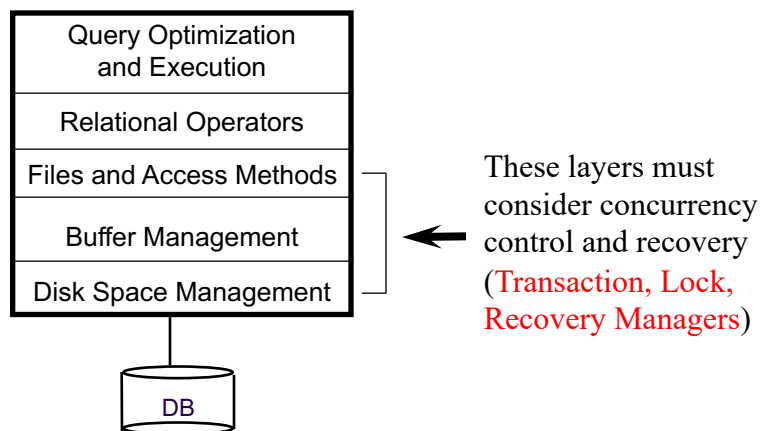 Query Optimization
and Execution
Relational Operators
Files and Access Methods
Buffer Management
Disk Space Management
DB
These layers must
consider concurrency
control and recovery
(Transaction, Lock,
Recovery Managers)